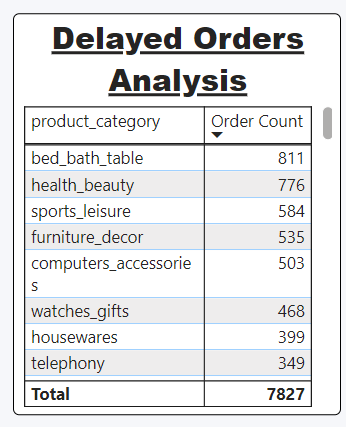 Delayed Orders
Analysis
product_category Order Count
bed_bath_table 811
health_beauty 776
sports_leisure 584
furniture_decor 535
computers_accessorie 503
s
watches_gifts 468
housewares 399
telephony 349
Total 7827